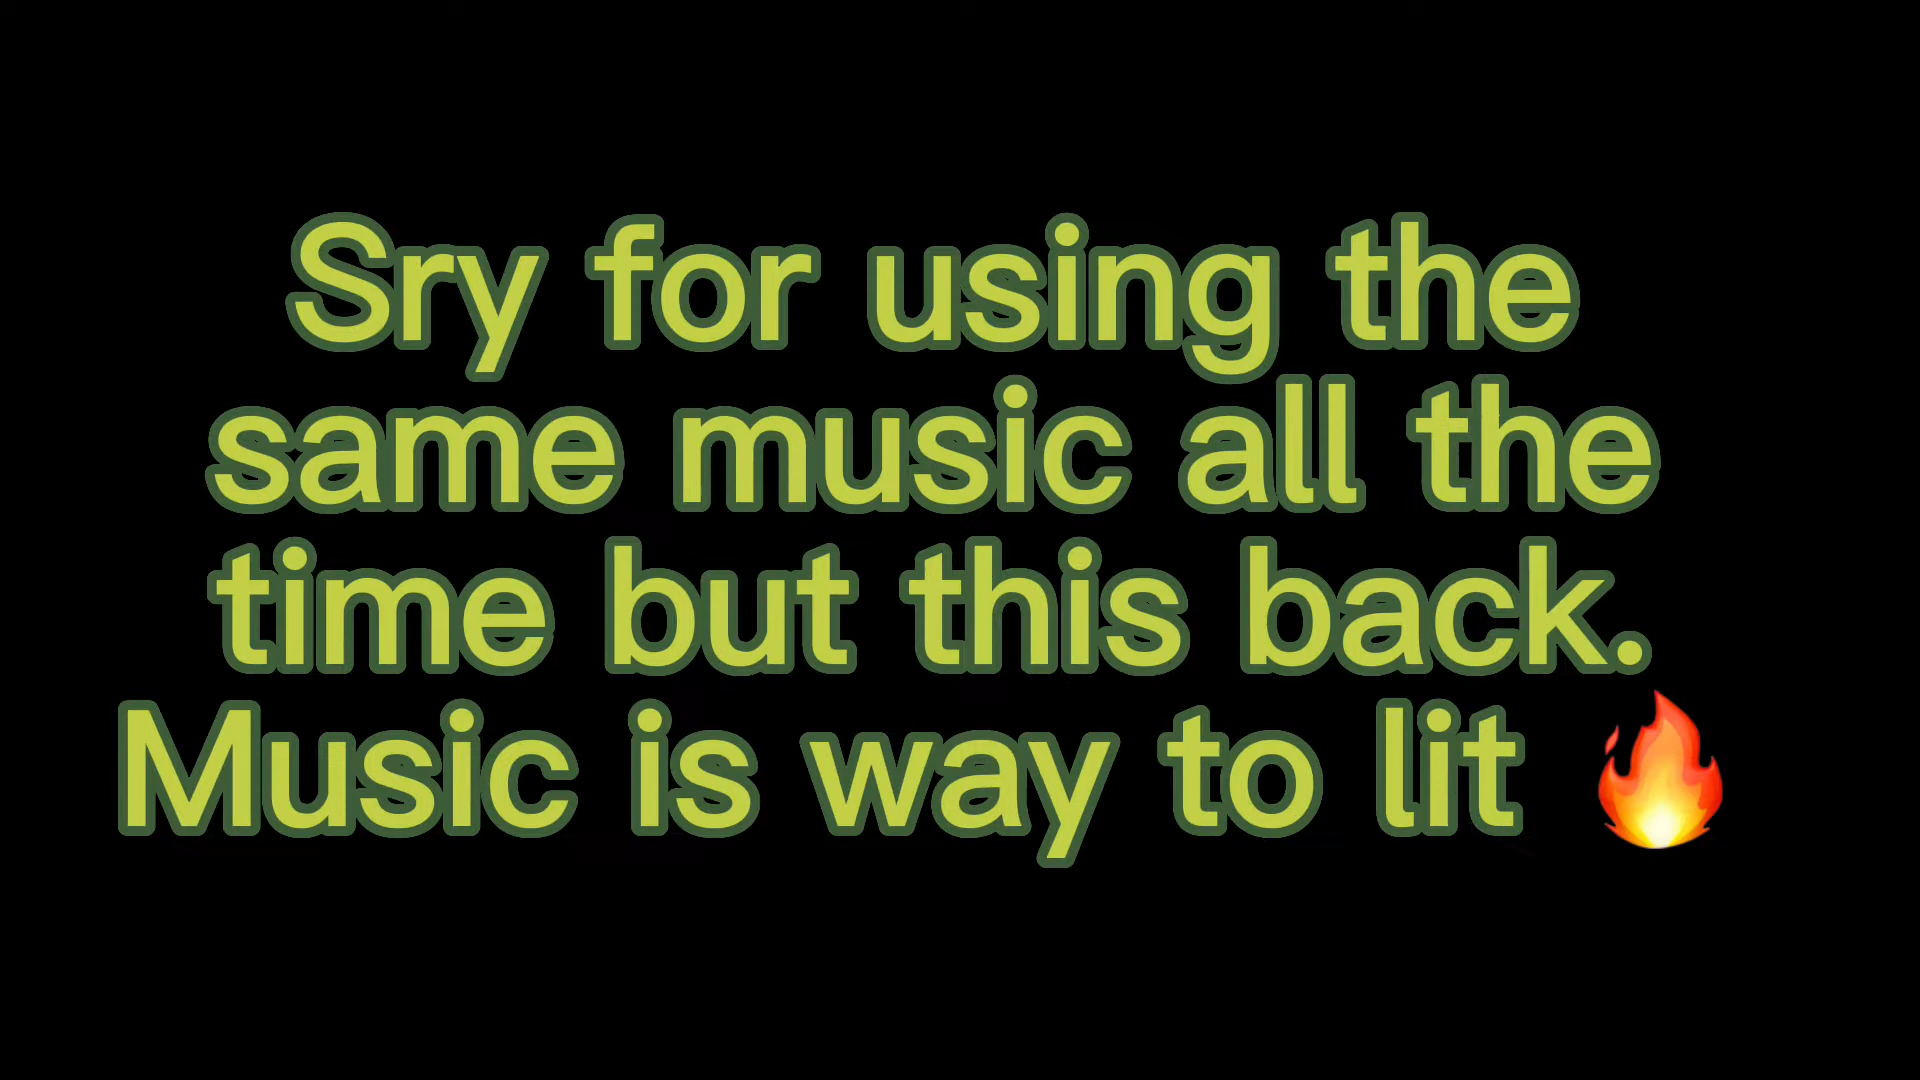 Sry for using the
same music all the
time but this back.
Music is way to lit 🔥